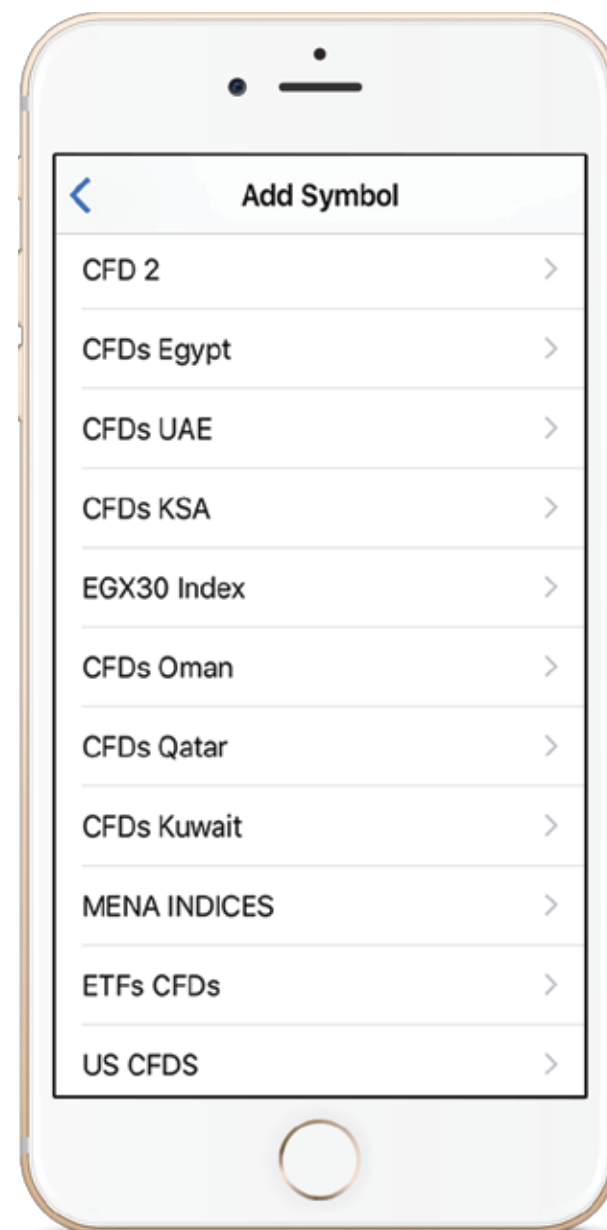 Add Symbol
CFD 2
CFDs Egypt
CFDs UAE
CFDs KSA
EGX30 Index
CFDs Oman
CFDs Qatar
CFDs Kuwait
MENA INDICES
ETFs CFDs
US CFDS